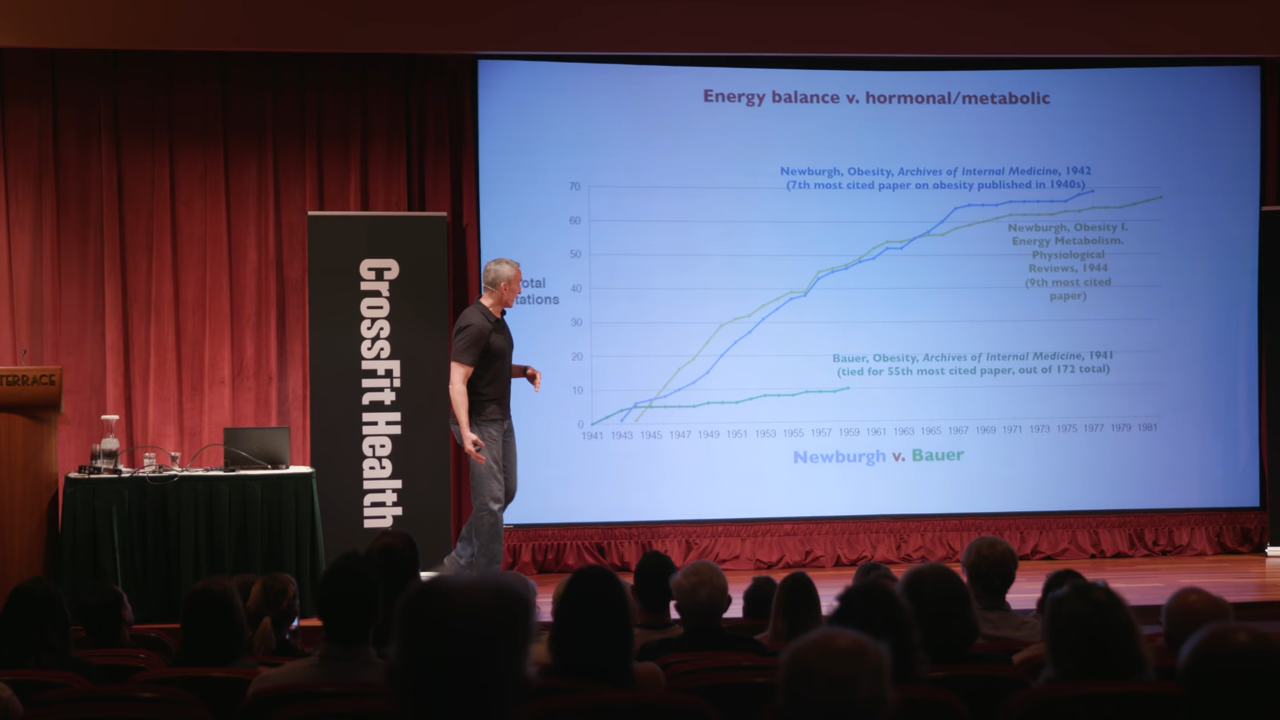 Energy balance v. hormonal/metabolic
Newburgh, Obesity, Archives of Internal Medicine, 1942
(7th most cited paper on obesity published in 1940s)
70
60
50
40
30
20
10
0
Newburgh, Obesity I.
Energy Metabolism.
Physiological
Reviews, 1944
(9th most cited
paper)
otal
tations
Bauer, Obesity, Archives of Internal Medicine, 1941
(tied for 55th most cited paper, out of 172 total)
1941 1943 1945 1947 1949 1951 1953 1955 1957 1959 1961 1963 1965 1967 1969 1971 1973 1975 1977 1979 1981
Newburgh v. Bauer
CrossFit Health
TERRACE